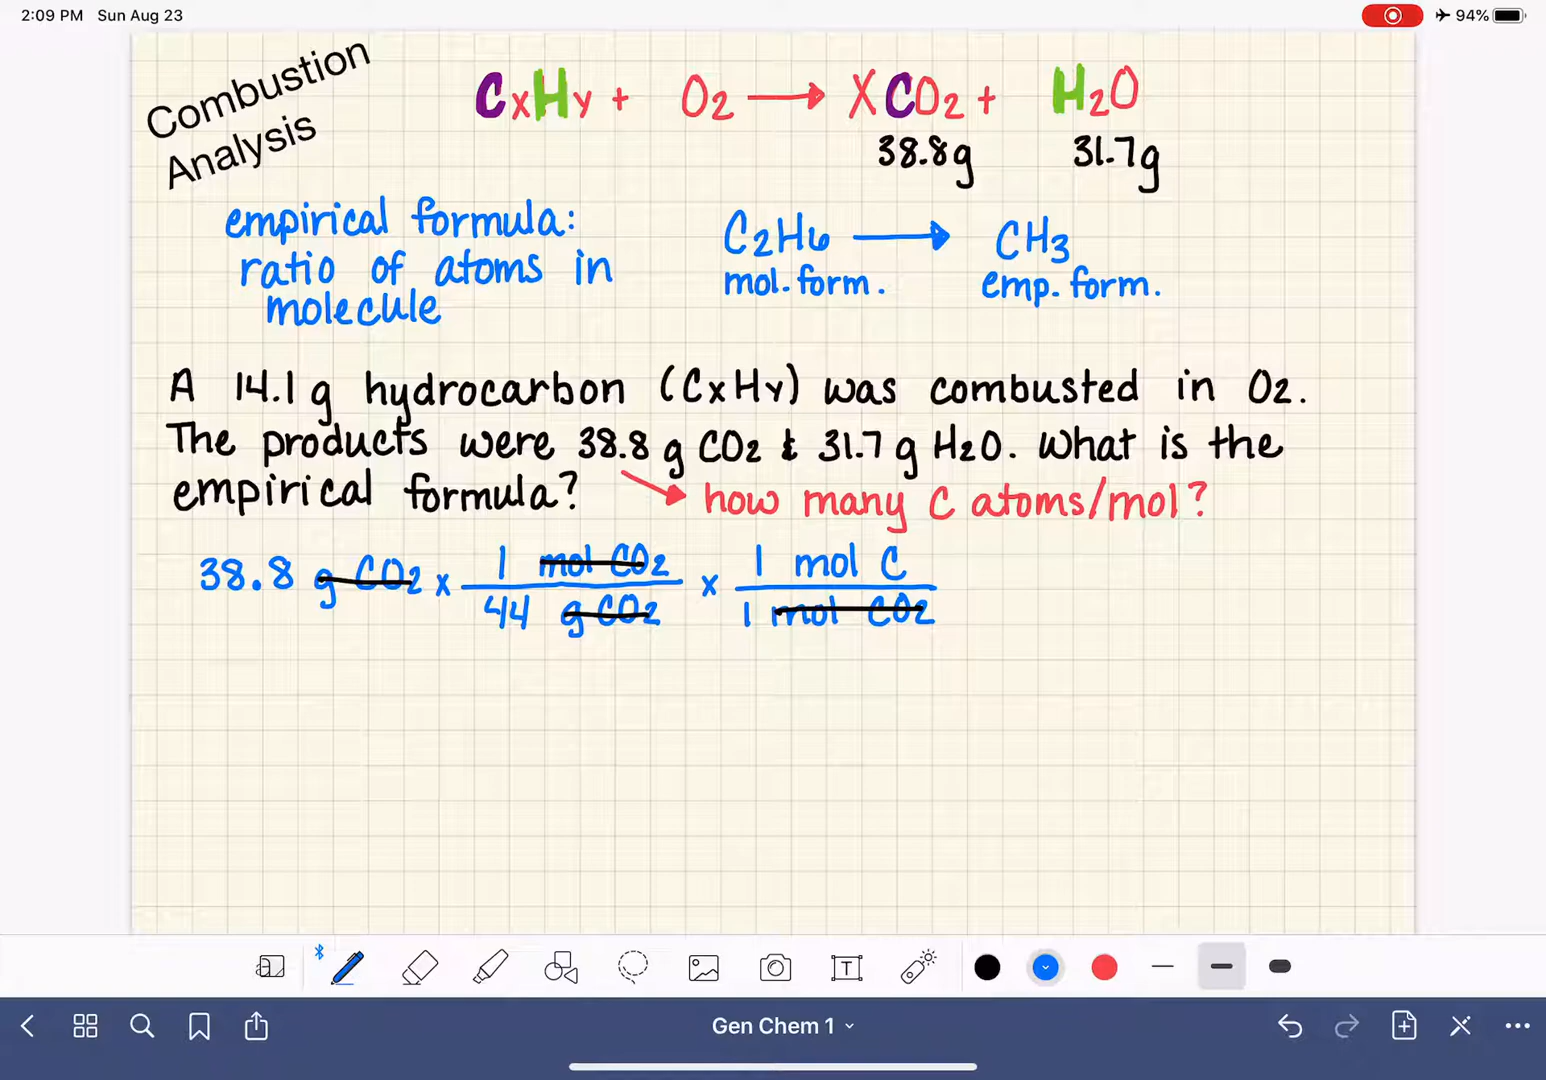 2:09 PM Sun Aug 23
94%
Combustion
Analysis
CxHy + O2 → XCO2 + H2O
38.8g 31.7g
empirical formula:
ratio of atoms in
molecule
C2H6 → CH3
mol. form. emp. form.
A 14.1 g hydrocarbon (CxHy) was combusted in O2.
The products were 38.8 g CO2 & 31.7 g H2O. What is the
empirical formula?
how many C atoms/mol?
38.8 g CO2 x 1 mol CO2 / 44 g CO2 x 1 mol C / 1 mol CO2
T
Gen Chem 1